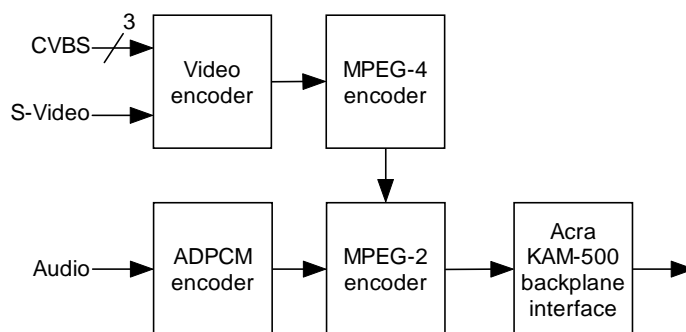 3
CVBS
S-Video
Video
encoder
MPEG-4
encoder
Audio
ADPCM
encoder
MPEG-2
encoder
Acra
KAM-500
backplane
interface